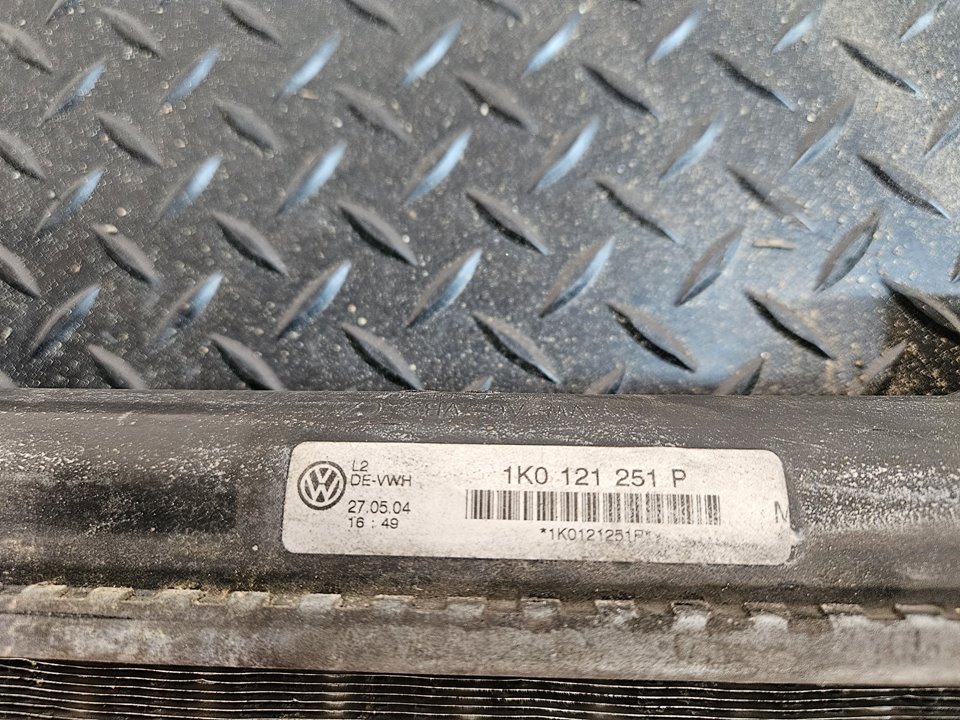 L2
DE-VWH
27.05.04
16 : 49
1K0 121 251 P
*1K0121251P*
M